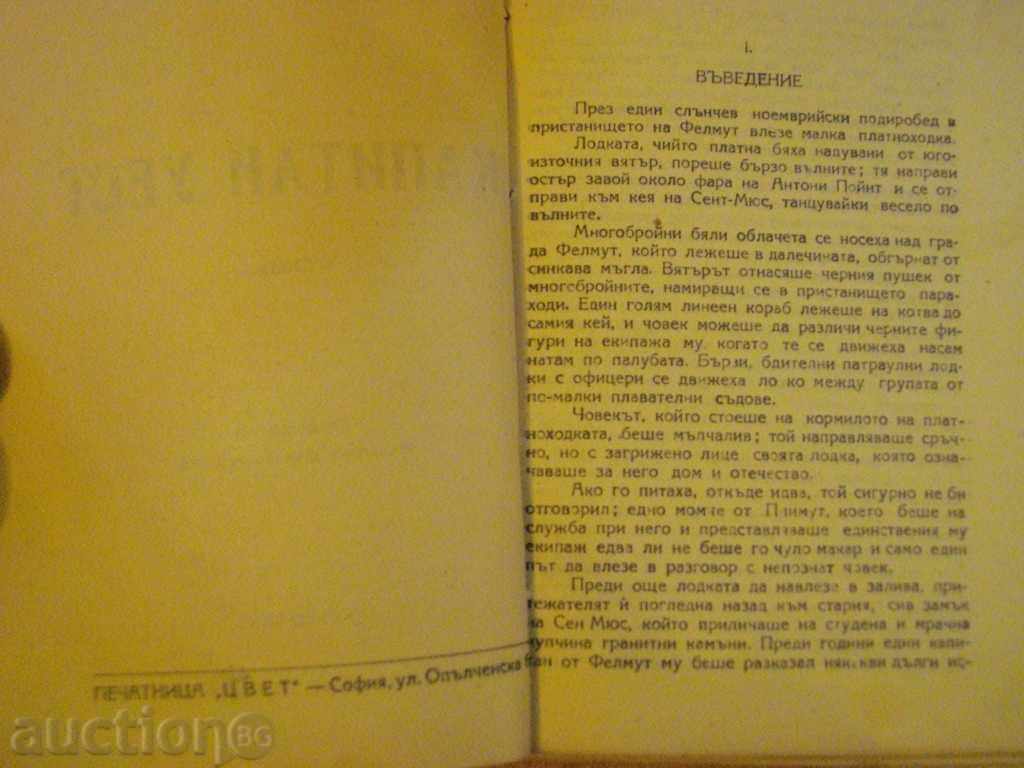 ПЕЧАТНИЦА „ЦВЕТ“ — София, ул. Опълченска
I.
ВЪВЕДЕНИЕ
През един слънчев ноемврийски подиробед в
пристанището на Фелмут влезе малка платноходка.
Лодката, чийто платна бяха надувани от юго-
източния вятър, пореше бързо вълните; тя направи
остър завой около фара на Антони Пойнт и се от-
прави към кея на Сент-Мюс, танцувайки весело по
вълните.
Многобройни бяли облачета се носеха над гра-
да Фелмут, който лежеше в далечината, обгърнат от
синкава мъгла. Вятърът отнасяше черния пушек от
многобройните, намиращи се в пристанището пара-
ходи. Един голям линеен кораб лежеше на котва до
самия кей, и човек можеше да различи черните фи-
гури на екипажа му когато те се движеха насам
натам по палубата. Бързи, бдителни патраулни лод-
ки с офицери се движеха ло ко между групата от
по-малки плавателни съдове.
Човекът, който стоеше на кормилото на плат-
ноходката, беше мълчалив; той направляваше сръч-
но, но с загрижено лице своята лодка, която озна-
чаваше за него дом и отечество.
Ако го питаха, откъде идва, той сигурно не би
отговорил; едно момче от Плимут, което беше на
служба при него и представляваше единствения му
екипаж едва ли не беше го чуло макар и само един
път да влезе в разговор с непознат човек.
Преди още лодката да навлезе в залива, при-
тежателят ѝ погледна назад към стария, сив замък
на Сен Мюс, който приличаше на студена и мрачна
купчина гранитни камъни. Преди години един капи-
тан от Фелмут му беше разказал някакви дълги ис-
auction BG